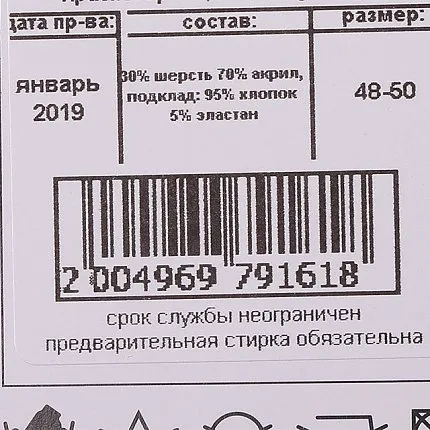 дата пр-ва: состав: размер:
январь 2019
30% шерсть 70% акрил,
подклад: 95% хлопок
5% эластан
48-50
2 004969 791618
срок службы неограничен
предварительная стирка обязательна